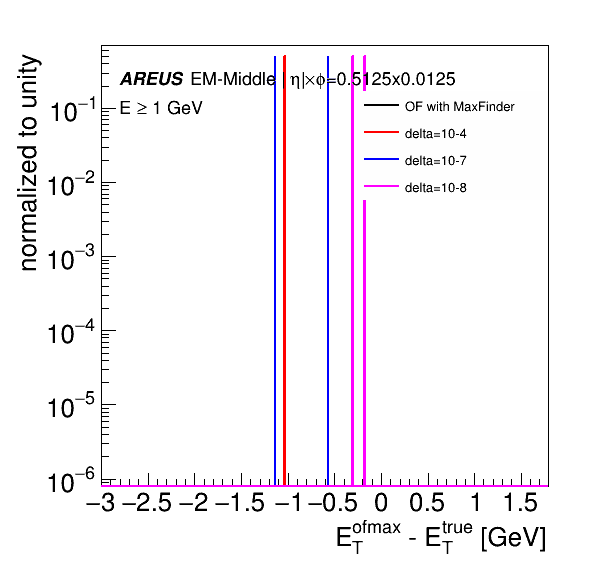 normalized to unity
AREUS EM-Middle |η|×ϕ=0.5125x0.0125
E ≥ 1 GeV
OF with MaxFinder
delta=10-4
delta=10-7
delta=10-8
10⁻¹
10⁻²
10⁻³
10⁻⁴
10⁻⁵
10⁻⁶
−3 −2.5 −2 −1.5 −1 −0.5 0 0.5 1 1.5
E_T^ofmax - E_T^true [GeV]